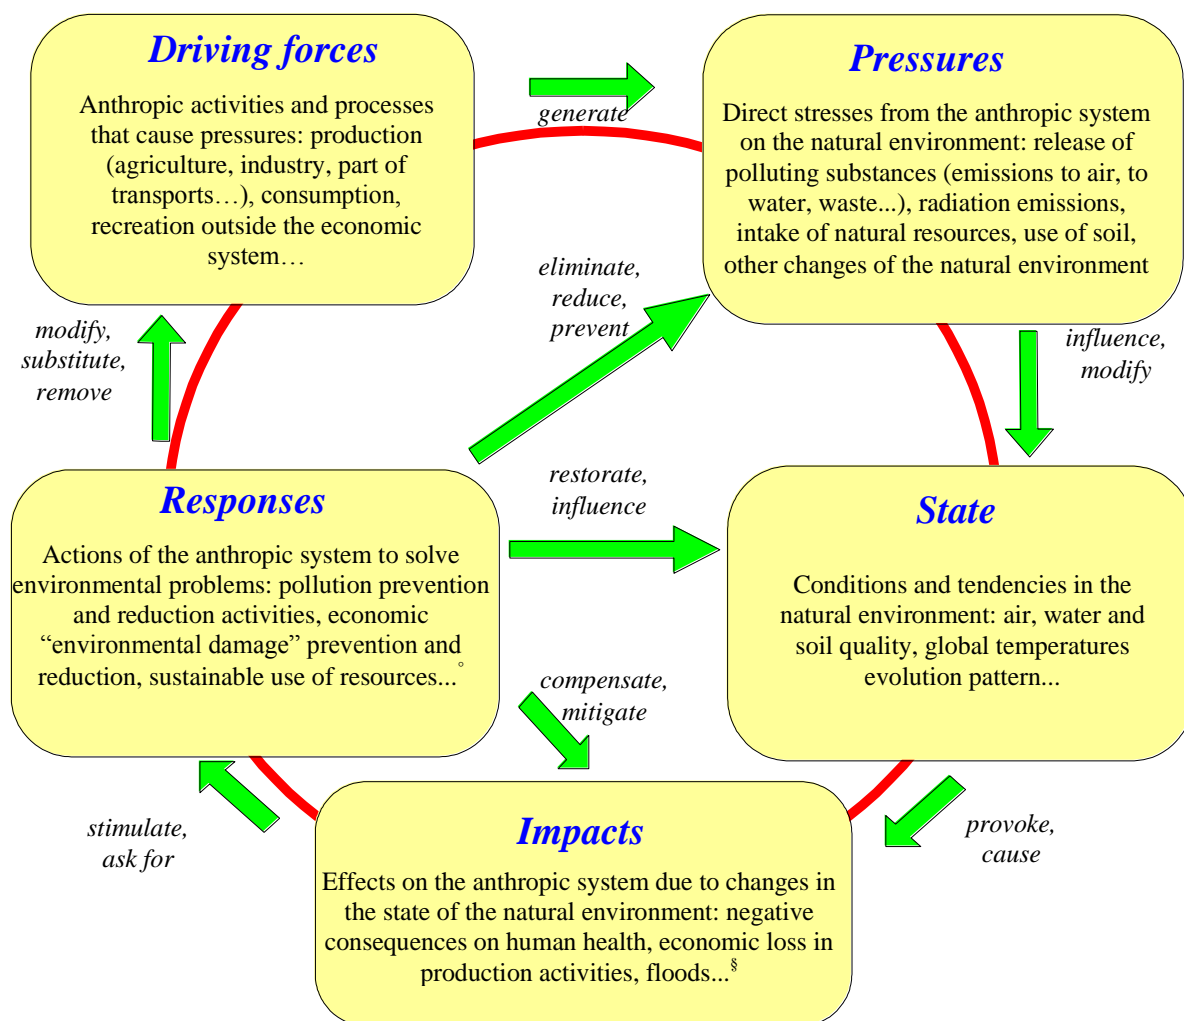 Driving forces
Anthropic activities and processes
that cause pressures: production
(agriculture, industry, part of
transports…), consumption,
recreation outside the economic
system…
generate
Pressures
Direct stresses from the anthropic system
on the natural environment: release of
polluting substances (emissions to air, to
water, waste...), radiation emissions,
intake of natural resources, use of soil,
other changes of the natural environment
modify,
substitute,
remove
eliminate,
reduce,
prevent
influence,
modify
Responses
Actions of the anthropic system to solve
environmental problems: pollution prevention
and reduction activities, economic
“environmental damage” prevention and
reduction, sustainable use of resources...°
restorate,
influence
State
Conditions and tendencies in the
natural environment: air, water and
soil quality, global temperatures
evolution pattern...
compensate,
mitigate
stimulate,
ask for
Impacts
Effects on the anthropic system due to changes in
the state of the natural environment: negative
consequences on human health, economic loss in
production activities, floods...§
provoke,
cause